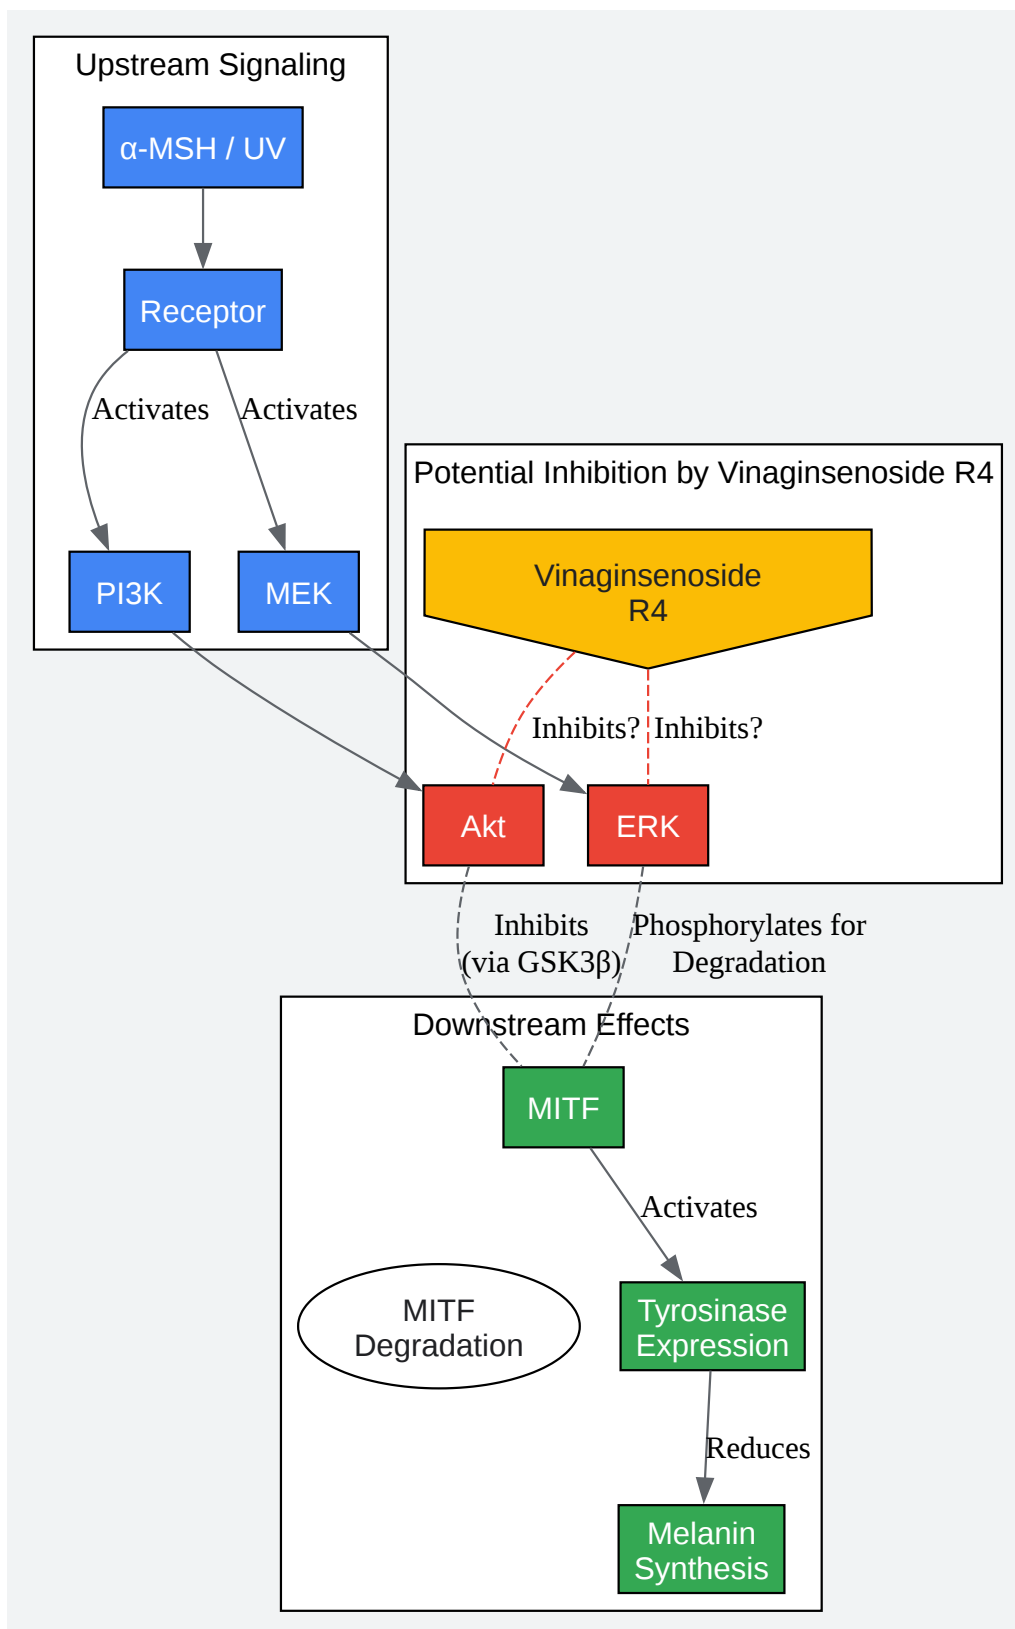 Upstream Signaling
α-MSH / UV
Receptor
Activates
Activates
PI3K
MEK
Potential Inhibition by Vinaginsenoside R4
Vinaginsenoside
R4
Inhibits?
Inhibits?
Akt
ERK
Inhibits
(via GSK3β)
Phosphorylates for
Degradation
Downstream Effects
MITF
Activates
MITF
Degradation
Tyrosinase
Expression
Reduces
Melanin
Synthesis